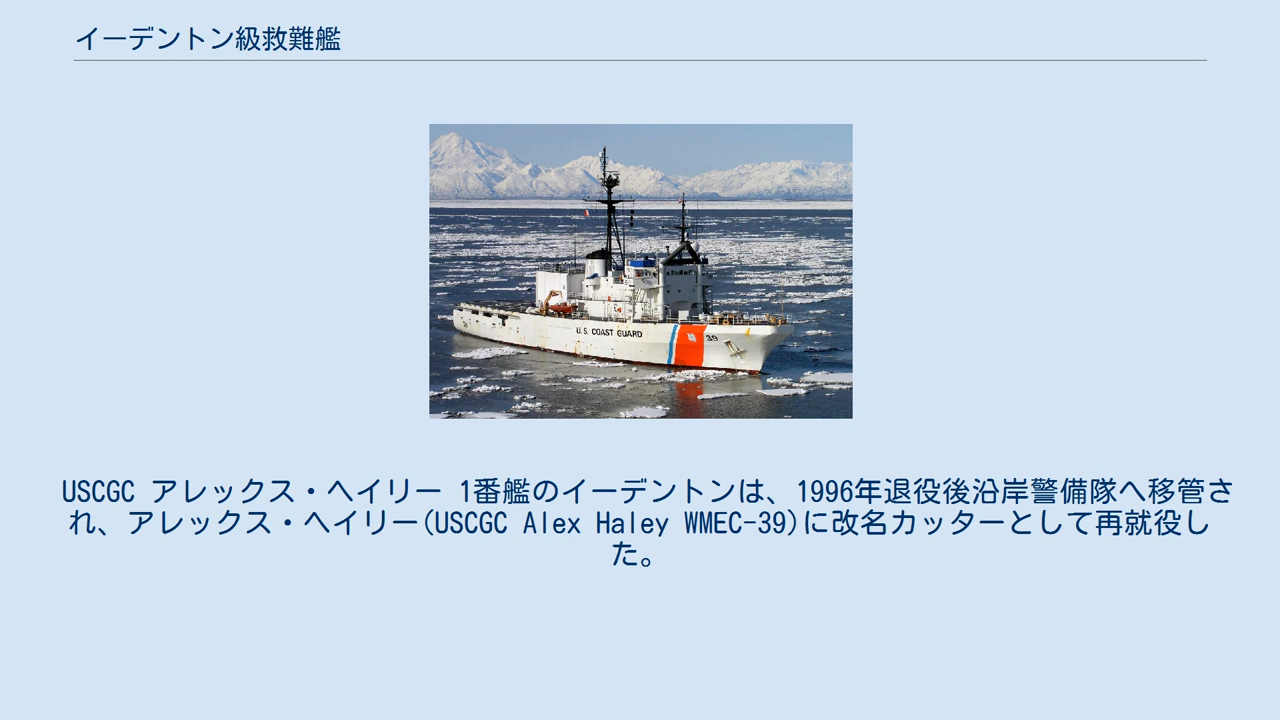 イーデントン級救難艦
U.S. COAST GUARD
39
USCGC アレックス・ヘイリー 1番艦のイーデントンは、1996年退役後沿岸警備隊へ移管さ
れ、アレックス・ヘイリー(USCGC Alex Haley WMEC-39)に改名カッターとして再就役し
た。